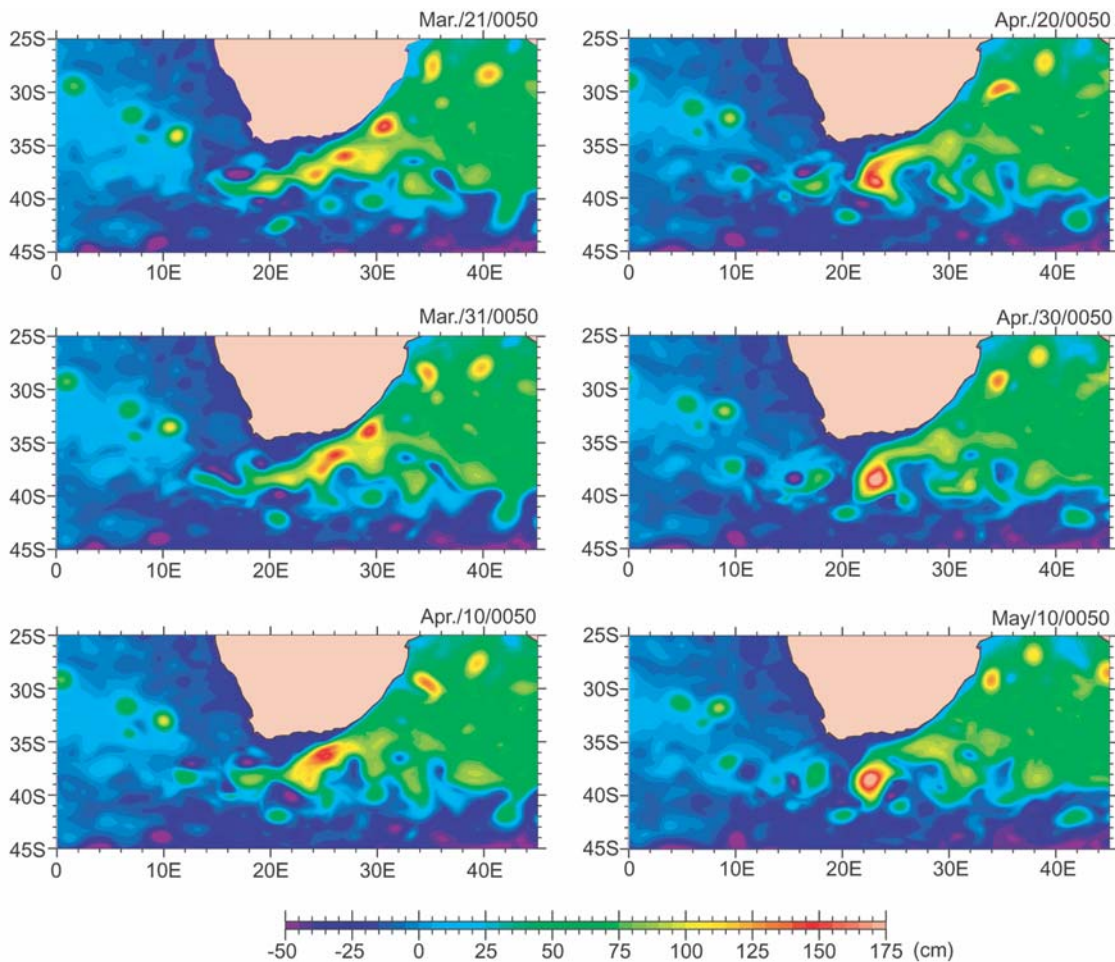 Mar./21/0050
25S
30S
35S
40S
45S
0 10E 20E 30E 40E
Apr./20/0050
25S
30S
35S
40S
45S
0 10E 20E 30E 40E
Mar./31/0050
25S
30S
35S
40S
45S
0 10E 20E 30E 40E
Apr./30/0050
25S
30S
35S
40S
45S
0 10E 20E 30E 40E
Apr./10/0050
25S
30S
35S
40S
45S
0 10E 20E 30E 40E
May/10/0050
25S
30S
35S
40S
45S
0 10E 20E 30E 40E
-50 -25 0 25 50 75 100 125 150 175 (cm)